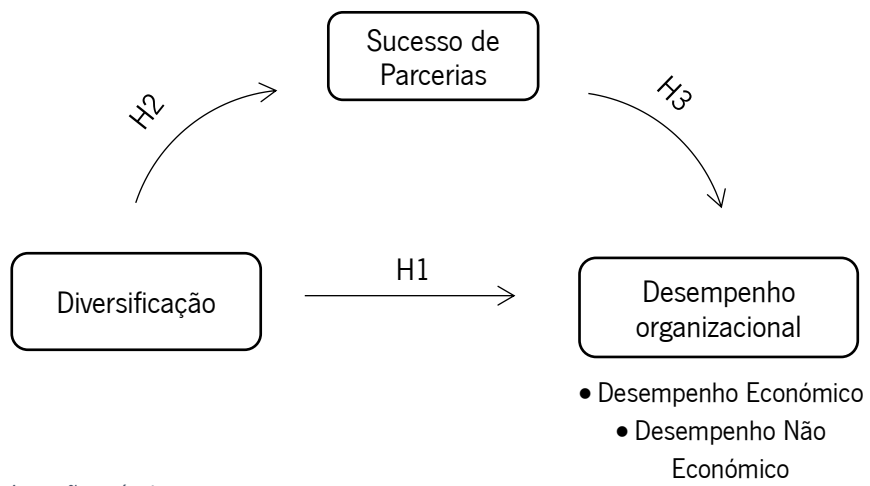 Sucesso de
Parcerias
H2
H3
H1
Diversificação
Desempenho
organizacional
• Desempenho Económico
• Desempenho Não
Económico